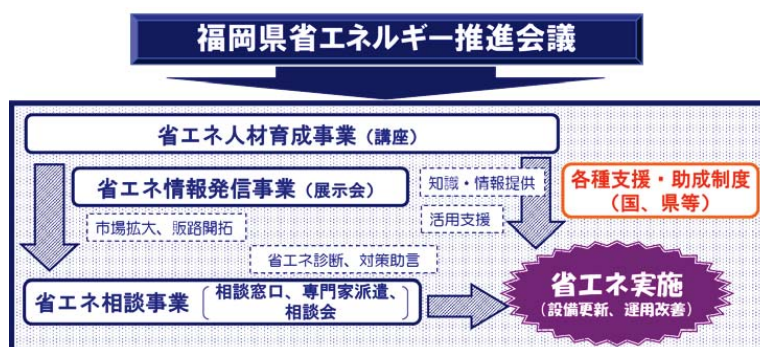 福岡県省エネルギー推進会議
省エネ人材育成事業（講座）
省エネ情報発信事業（展示会）
知識・情報提供
各種支援・助成制度
（国、県等）
市場拡大、販路開拓
活用支援
省エネ診断、対策助言
省エネ相談事業
相談窓口、専門家派遣、
相談会
省エネ実施
（設備更新、運用改善）